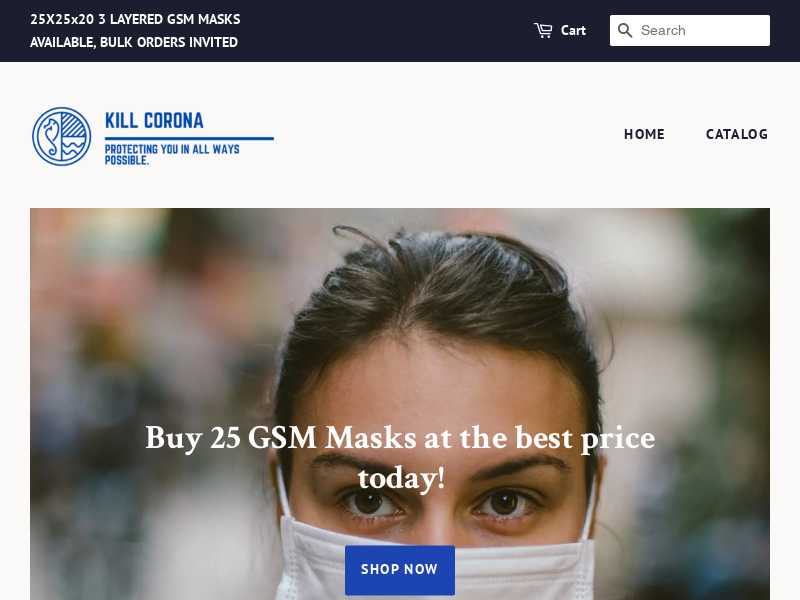 25X25x20 3 LAYERED GSM MASKS
AVAILABLE, BULK ORDERS INVITED
Cart
Search
KILL CORONA
PROTECTING YOU IN ALL WAYS
POSSIBLE.
HOME
CATALOG
Buy 25 GSM Masks at the best price
today!
SHOP NOW